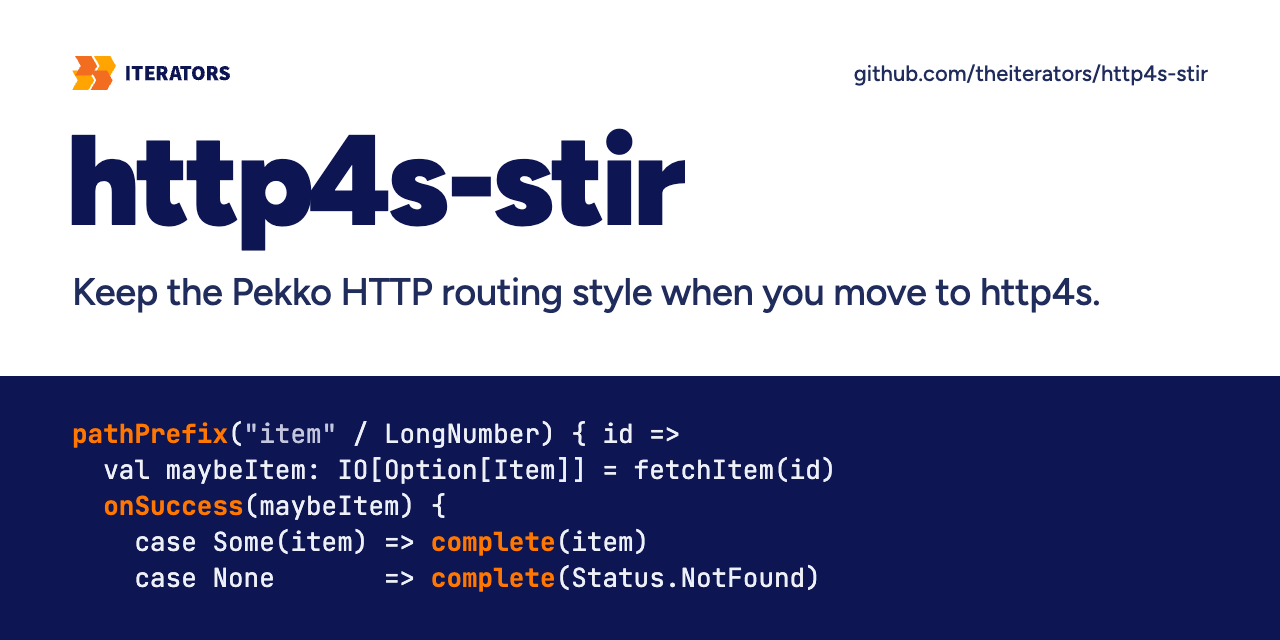 ITERATORS
github.com/theiterators/http4s-stir
http4s-stir
Keep the Pekko HTTP routing style when you move to http4s.
pathPrefix("item" / LongNumber) { id =>
  val maybeItem: IO[Option[Item]] = fetchItem(id)
  onSuccess(maybeItem) {
    case Some(item) => complete(item)
    case None       => complete(Status.NotFound)